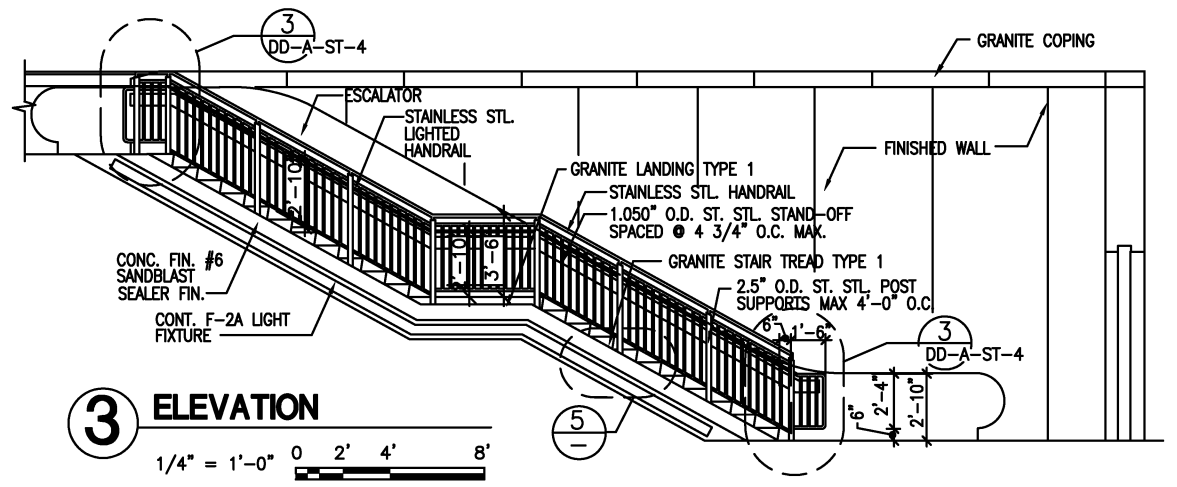 3
DD-A-ST-4
GRANITE COPING
ESCALATOR
STAINLESS STL.
LIGHTED
HANDRAIL
FINISHED WALL
GRANITE LANDING TYPE 1
STAINLESS STL. HANDRAIL
1.050" O.D. ST. STL. STAND-OFF
SPACED @ 4 3/4" O.C. MAX.
2'-10"
2'-10"
3'-6"
GRANITE STAIR TREAD TYPE 1
2.5" O.D. ST. STL. POST
SUPPORTS MAX 4'-0" O.C.
CONC. FIN. #6
SANDBLAST
SEALER FIN.
CONT. F-2A LIGHT
FIXTURE
6"
1'-6"
3
DD-A-ST-4
6"
2'-4"
2'-10"
5
–
3 ELEVATION
1/4" = 1'-0"
0 2' 4' 8'